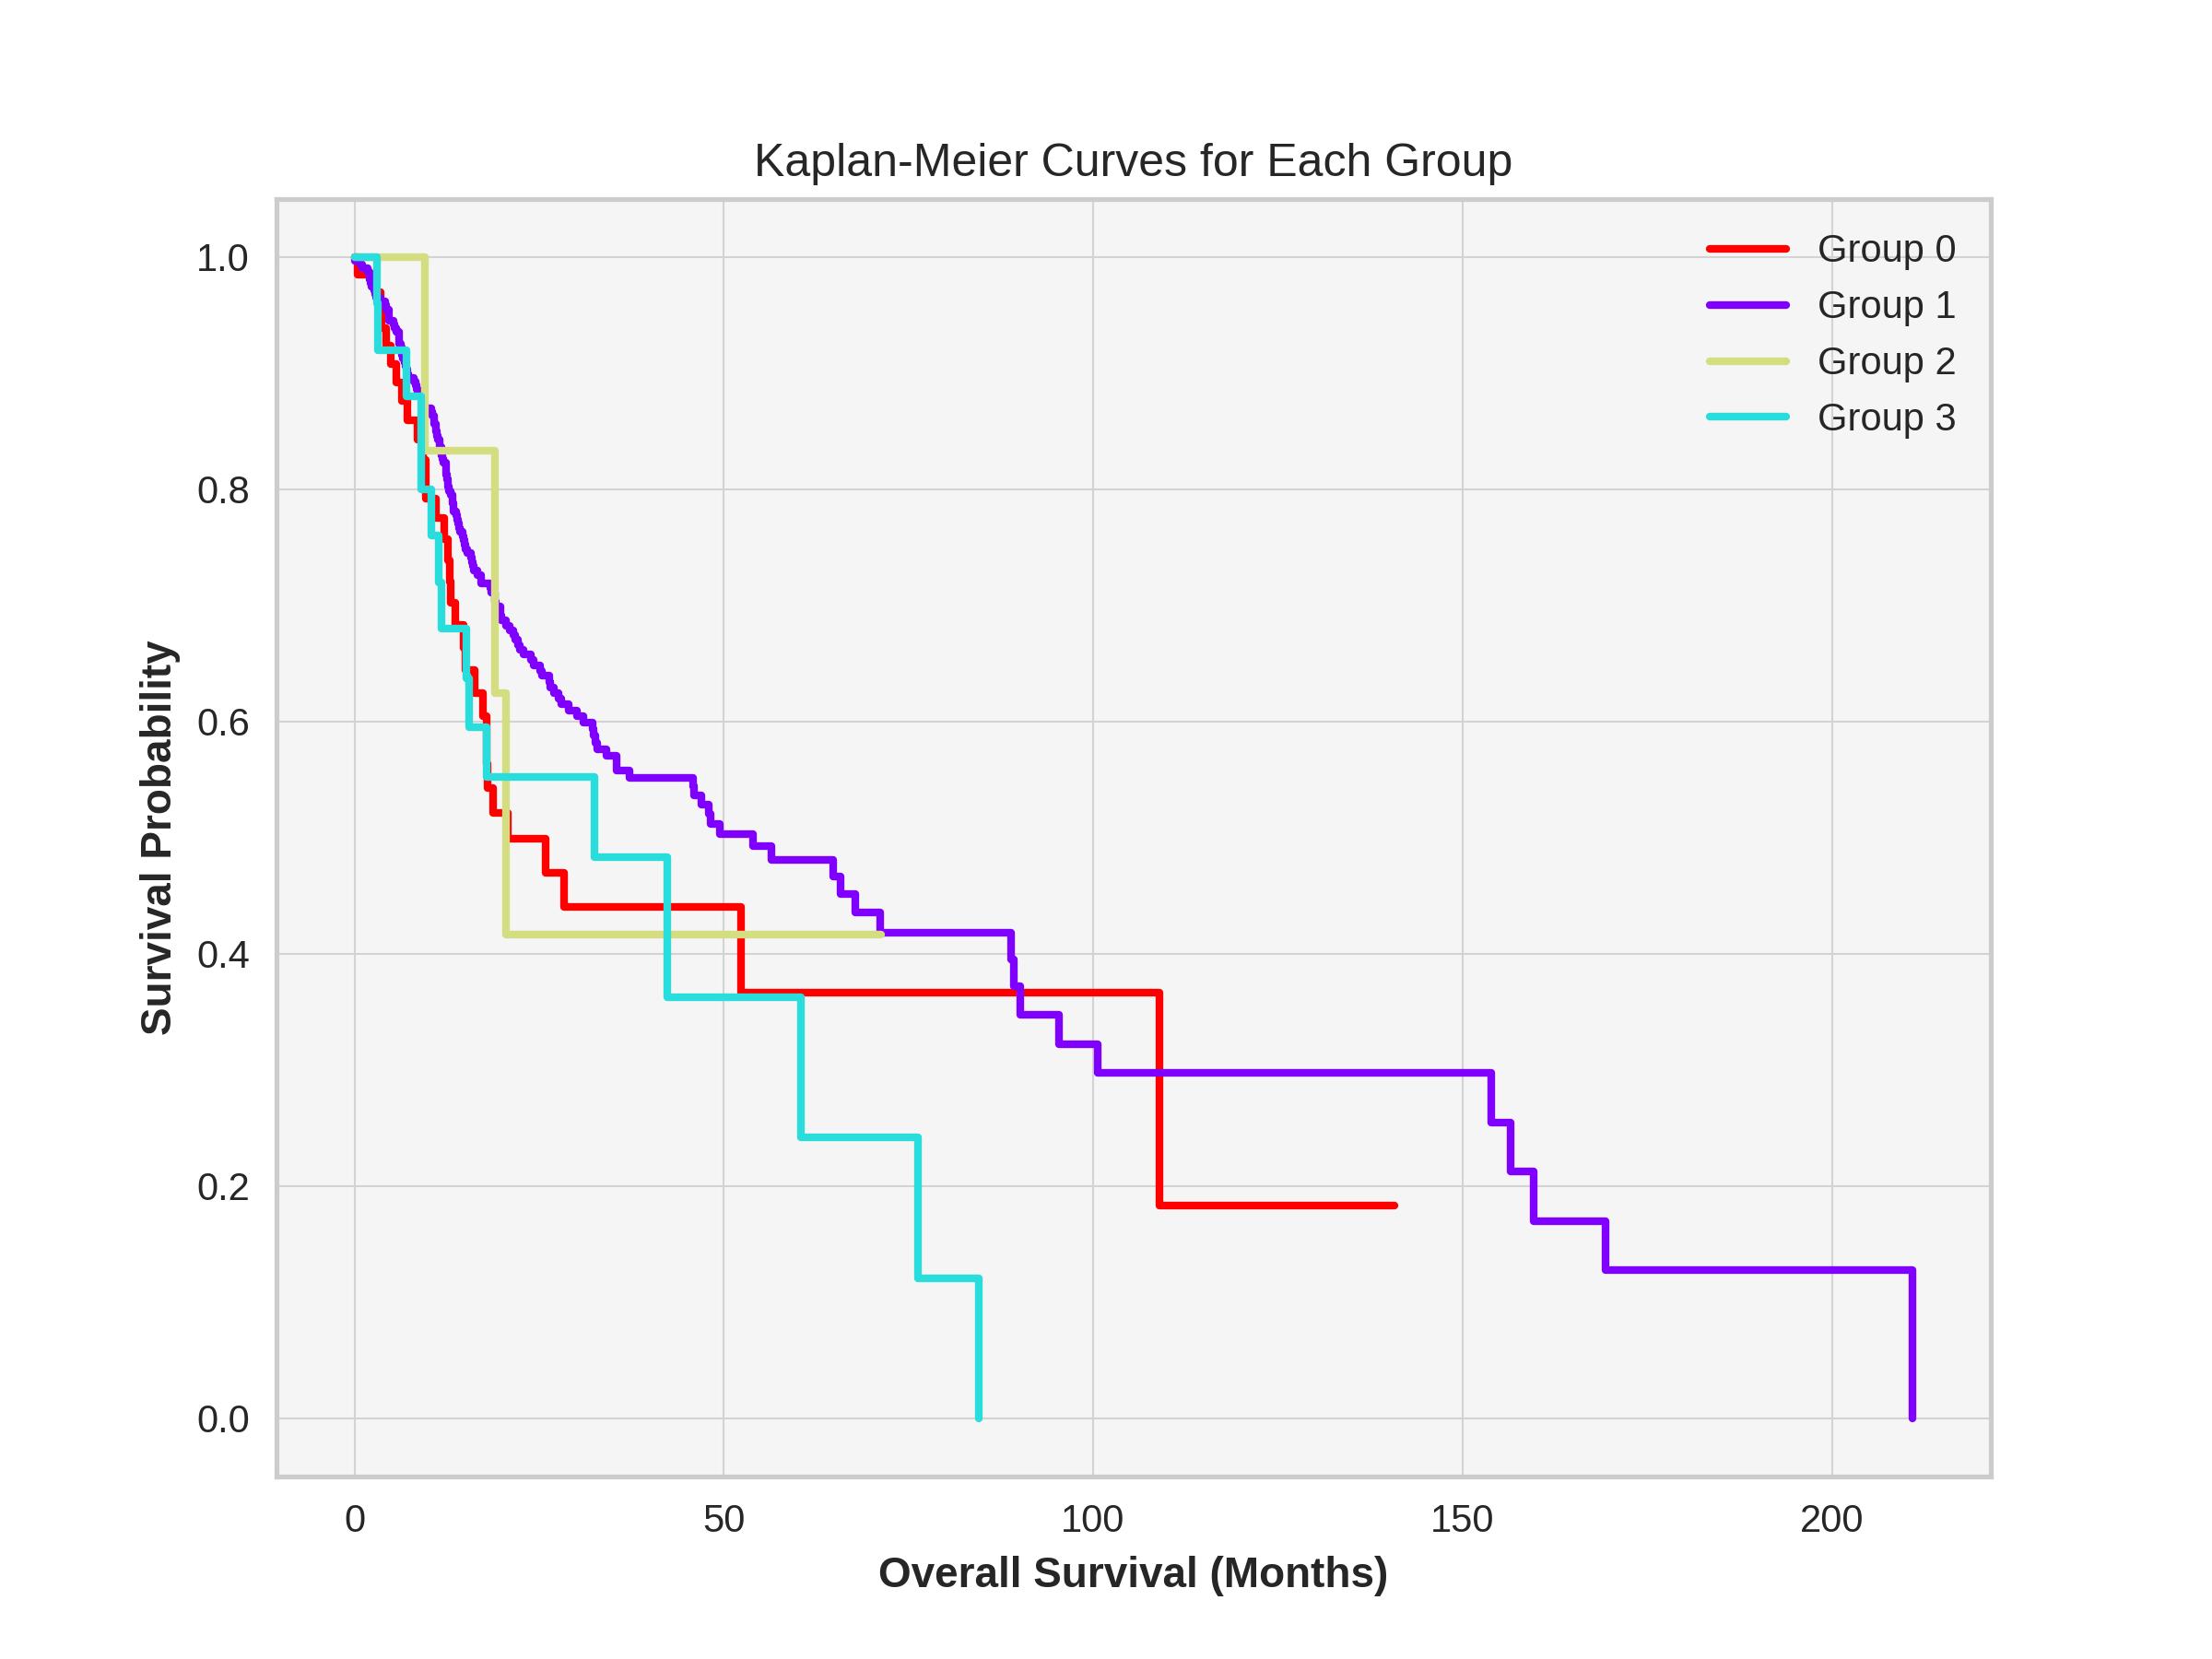 Kaplan-Meier Curves for Each Group
Group 0
Group 1
Group 2
Group 3
1.0
0.8
0.6
0.4
0.2
0.0
Survival Probability
0 50 100 150 200
Overall Survival (Months)